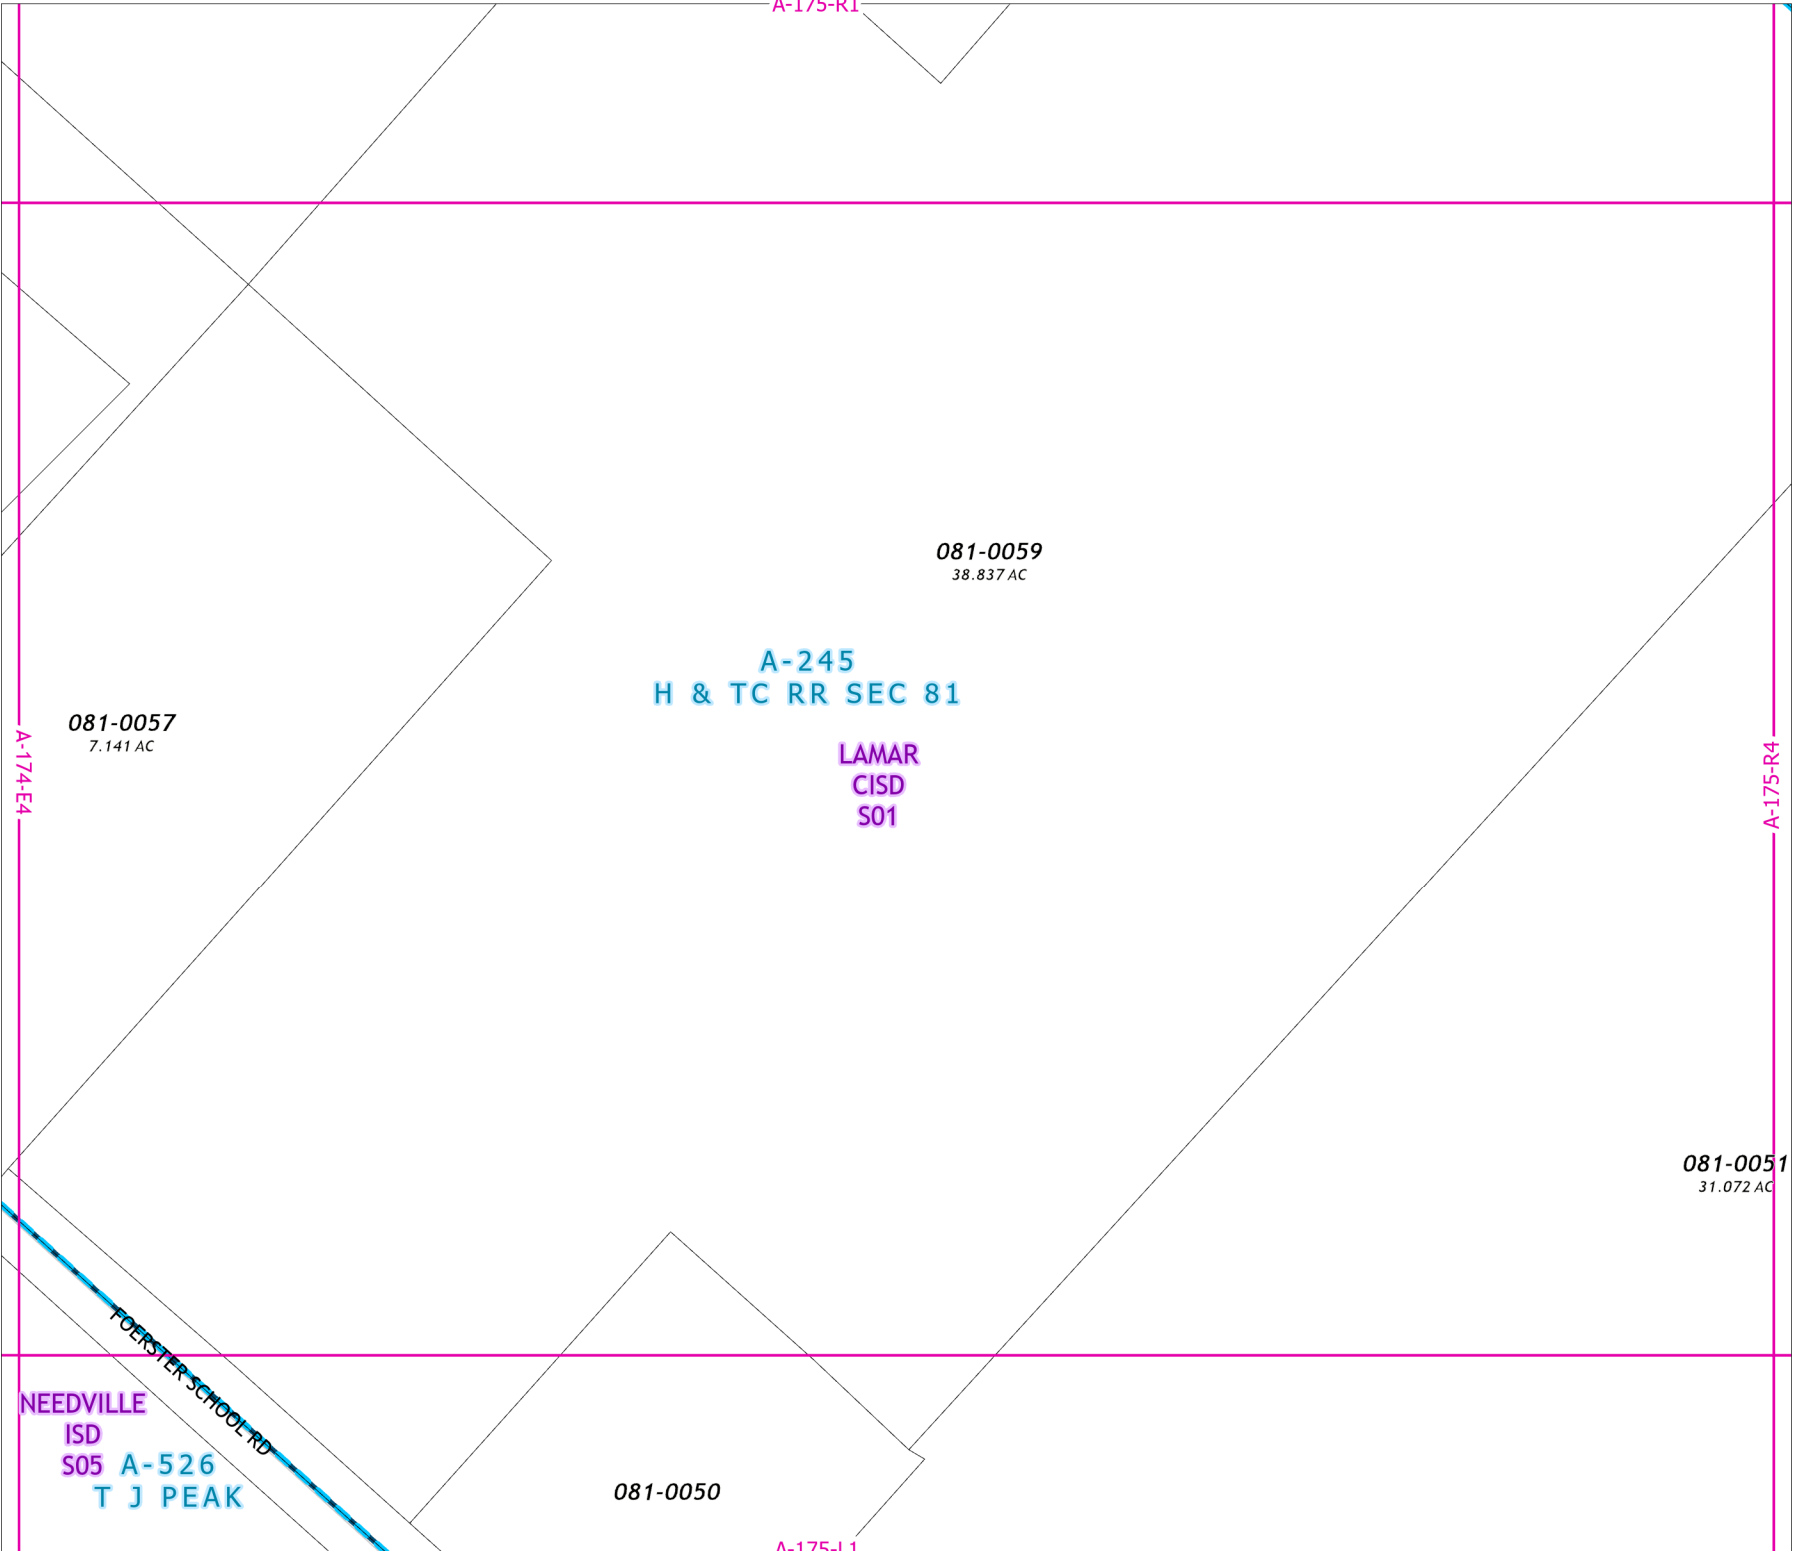 A-175-R1
081-0059
38.837 AC
A-245
H & TC RR SEC 81
081-0057
7.141 AC
LAMAR
CISD
S01
A-174-E4
A-175-R4
081-0051
31.072 AC
FOERSTER SCHOOL RD
NEEDVILLE
ISD
S05
A-526
T J PEAK
081-0050
A-175-L1